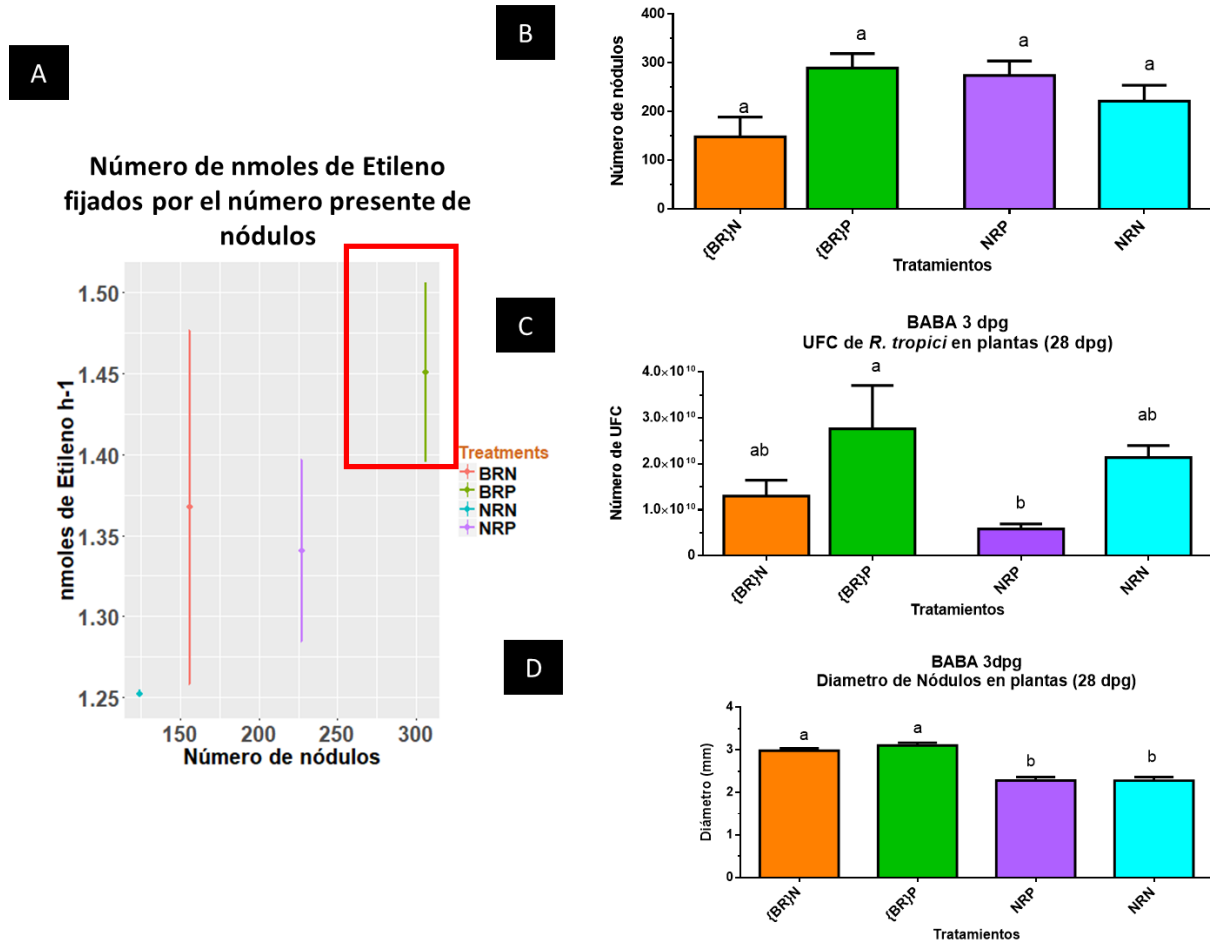 A
Número de nmoles de Etileno
fijados por el número presente de
nódulos
nmoles de Etileno h-1
1.50
1.45
1.40
1.35
1.30
1.25
150 200 250 300
Número de nódulos
Treatments
BRN
BRP
NRN
NRP
B
Número de nódulos
400
300
200
100
0
a a a a
{BR}N {BR}P NRP NRN
Tratamientos
C
BABA 3 dpg
UFC de R. tropici en plantas (28 dpg)
Número de UFC
4.0×10¹⁰
3.0×10¹⁰
2.0×10¹⁰
1.0×10¹⁰
0
ab a b ab
{BR}N {BR}P NRP NRN
Tratamientos
D
BABA 3dpg
Diametro de Nódulos en plantas (28 dpg)
Diámetro (mm)
4
3
2
1
0
a a b b
{BR}N {BR}P NRP NRN
Tratamientos